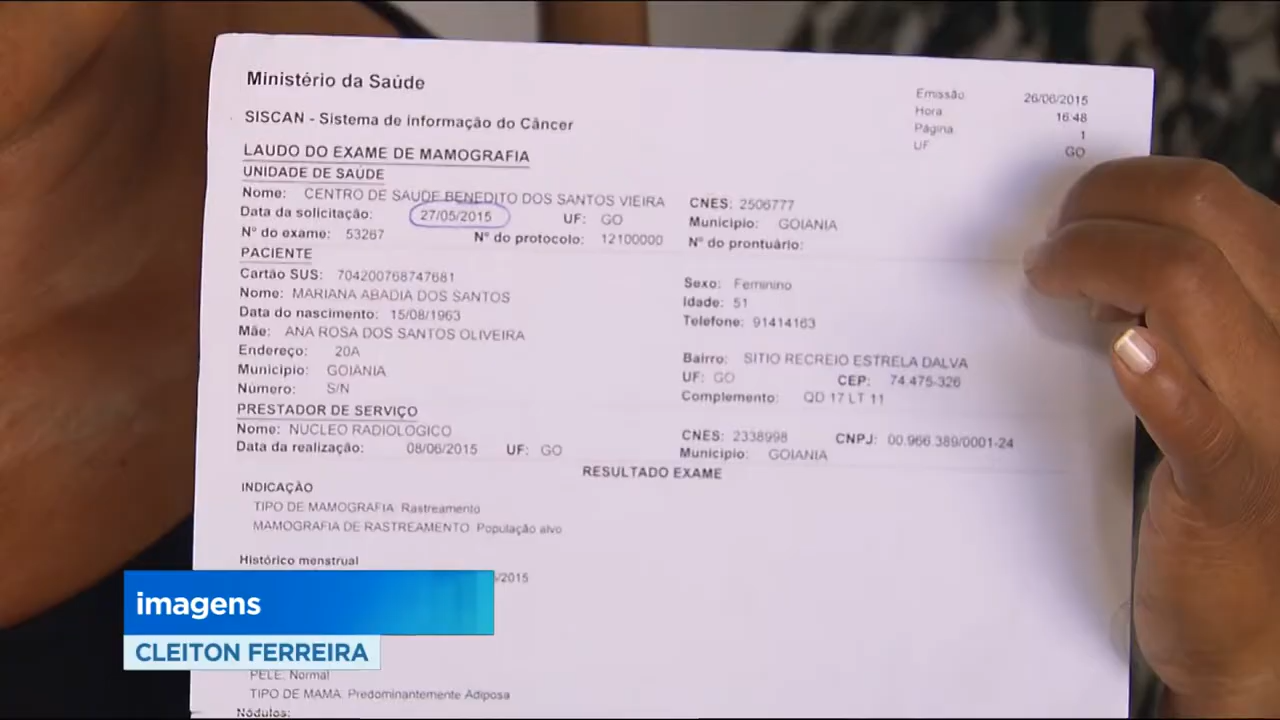 Ministério da Saúde
Emissão 26/06/2015
SISCAN - Sistema de informação do Câncer
Hora 16:48
Página 1
UF GO
LAUDO DO EXAME DE MAMOGRAFIA
UNIDADE DE SAÚDE
Nome: CENTRO DE SAUDE BENEDITO DOS SANTOS VIEIRA CNES: 2506777
Data da solicitação: 27/05/2015 UF: GO Município: GOIANIA
Nº do exame: 53267 Nº do protocolo: 12100000 Nº do prontuário:
PACIENTE
Cartão SUS: 704200768747681 Sexo: Feminino
Nome: MARIANA ABADIA DOS SANTOS Idade: 51
Data do nascimento: 15/08/1963 Telefone: 91414163
Mãe: ANA ROSA DOS SANTOS OLIVEIRA
Endereço: 20A Bairro: SITIO RECREIO ESTRELA DALVA
Município: GOIANIA UF: GO CEP: 74.475-326
Número: S/N Complemento: QD 17 LT 11
PRESTADOR DE SERVIÇO
Nome: NUCLEO RADIOLOGICO CNES: 2338998 CNPJ: 00.966.389/0001-24
Data da realização: 08/06/2015 UF: GO Município: GOIANIA
RESULTADO EXAME
INDICAÇÃO
TIPO DE MAMOGRAFIA: Rastreamento
MAMOGRAFIA DE RASTREAMENTO: População alvo
Histórico menstrual
/2015
imagens
CLEITON FERREIRA
PELE: Normal
TIPO DE MAMA: Predominantemente Adiposa
Nódulos: